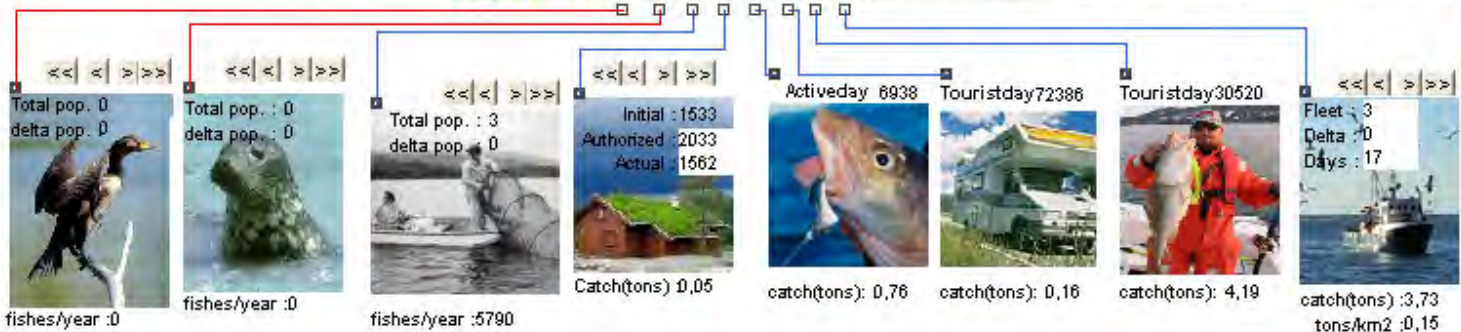 << < > >>
Total pop. 0
delta pop. 0
fishes/year :0
<< < > >>
Total pop. : 0
delta pop. : 0
fishes/year :0
<< < > >>
Total pop. : 3
delta pop. : 0
fishes/year :5790
<< < > >>
Initial :1533
Authorized :2033
Actual :1562
Catch(tons) :0,05
Activeday 6938
catch(tons): 0,76
Touristday72386
catch(tons): 0,16
Touristday30520
catch(tons): 4,19
<< < > >>
Fleet : 3
Delta : 0
Days : 17
catch(tons) :3,73
tons/km2 :0,15